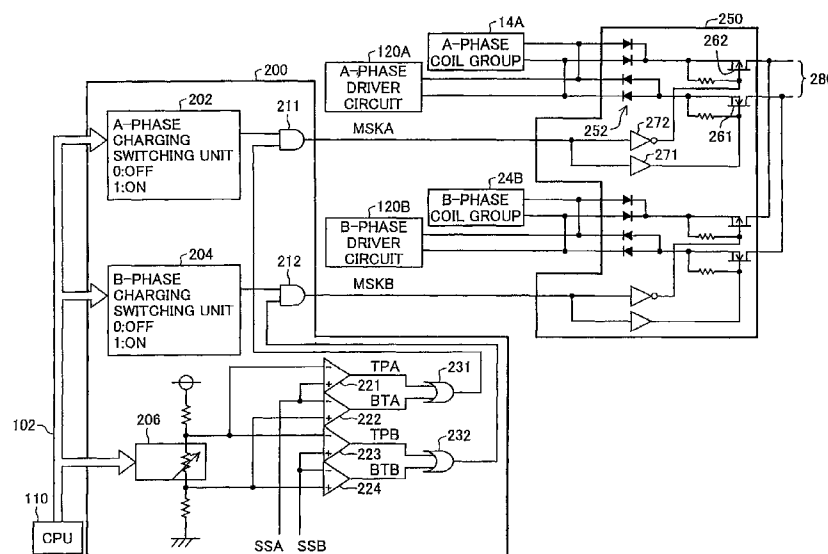 14A
250
120A
A-PHASE
COIL GROUP
262
200
A-PHASE
DRIVER
CIRCUIT
280
202
211
A-PHASE
CHARGING
SWITCHING UNIT
0:OFF
1:ON
MSKA
252
272
261
271
24B
120B
B-PHASE
COIL GROUP
B-PHASE
DRIVER
CIRCUIT
204
212
B-PHASE
CHARGING
SWITCHING UNIT
0:OFF
1:ON
MSKB
TPA
231
221
BTA
222
102
206
TPB
232
223
BTB
224
110
CPU
SSA
SSB